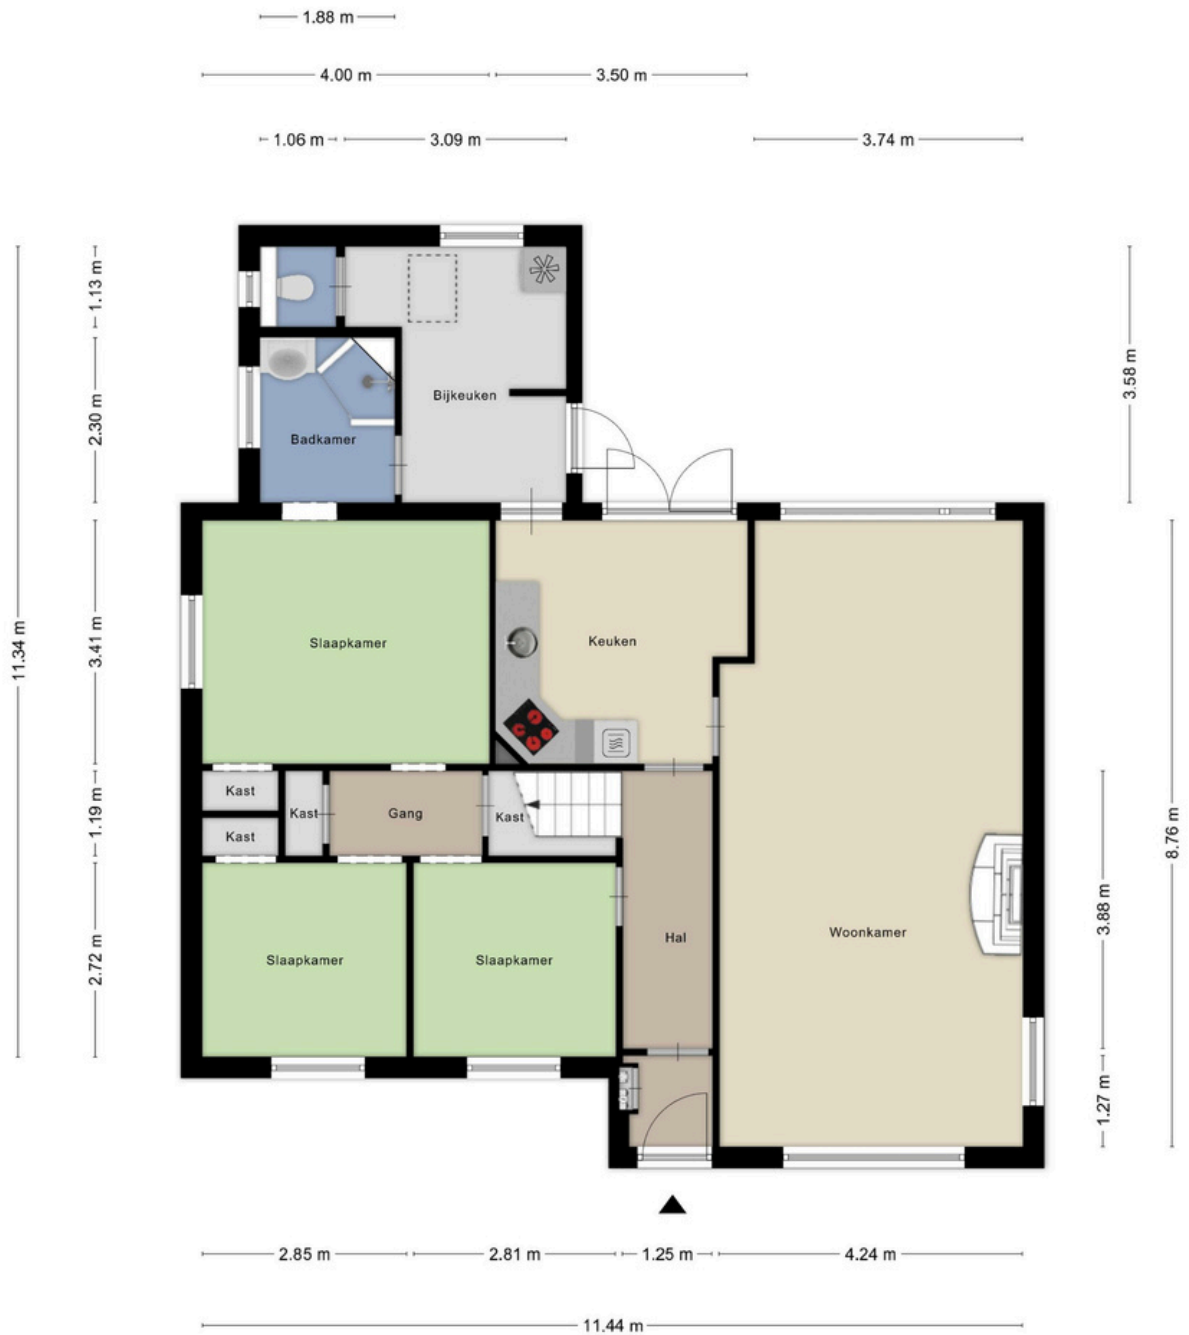 1.88 m
4.00 m
3.50 m
1.06 m
3.09 m
3.74 m
1.13 m
3.58 m
2.30 m
Bijkeuken
Badkamer
11.34 m
3.41 m
Slaapkamer
Keuken
1.19 m
Kast
Kast
Kast
Gang
Kast
8.76 m
3.88 m
Woonkamer
Hal
2.72 m
Slaapkamer
Slaapkamer
1.27 m
2.85 m
2.81 m
1.25 m
4.24 m
11.44 m